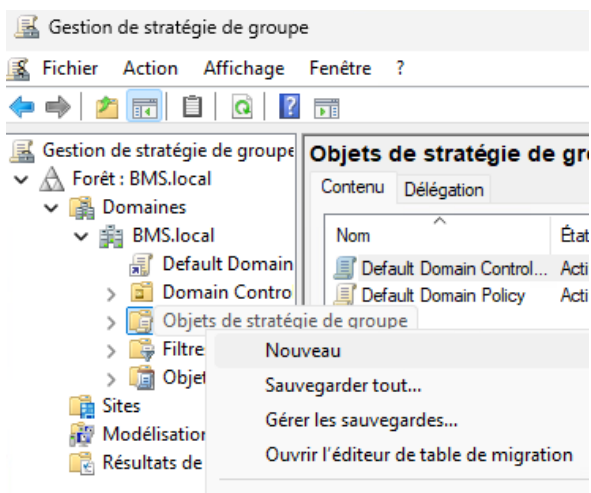 Gestion de stratégie de groupe
Fichier Action Affichage Fenêtre ?
Gestion de stratégie de groupe
Forêt : BMS.local
Domaines
BMS.local
Default Domain
Domain Contro
Objets de stratégie de groupe
Filtre
Objet
Sites
Modélisation
Résultats de
Objets de stratégie de gr
Contenu Délégation
Nom État
Default Domain Control... Acti
Default Domain Policy Acti
Nouveau
Sauvegarder tout...
Gérer les sauvegardes...
Ouvrir l'éditeur de table de migration